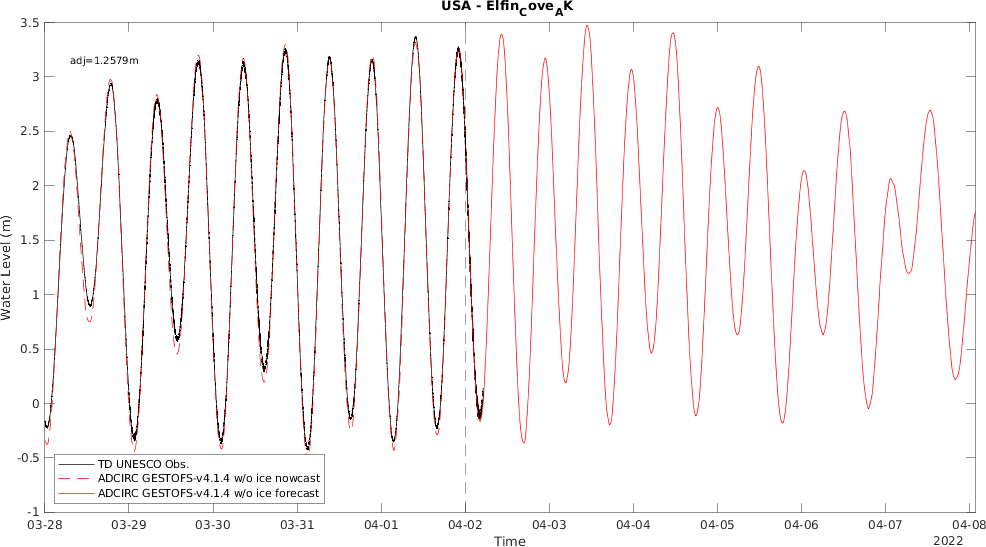 USA - Elfin_Cove_AK
3.5
adj=1.2579m
3
2.5
2
1.5
1
0.5
0
-0.5
-1
Water Level (m)
TD UNESCO Obs.
ADCIRC GESTOFS-v4.1.4 w/o ice nowcast
ADCIRC GESTOFS-v4.1.4 w/o ice forecast
03-28 03-29 03-30 03-31 04-01 04-02 04-03 04-04 04-05 04-06 04-07 04-08
Time
2022